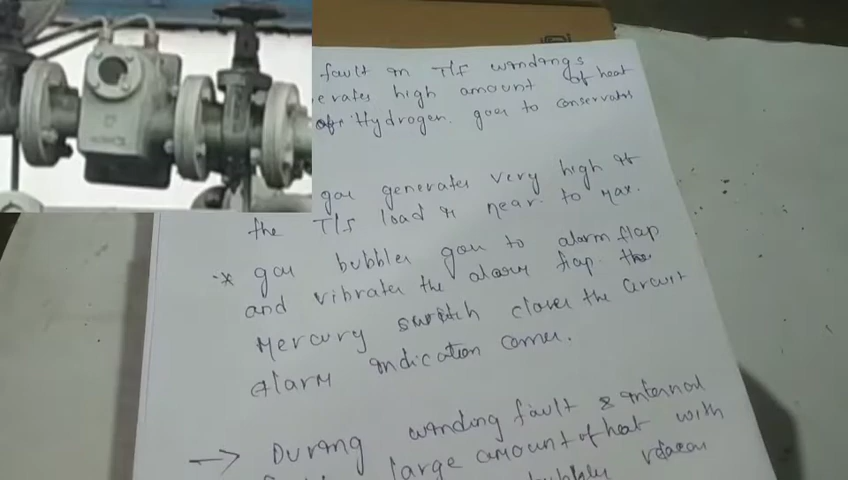 fault in T/F windings
erates high amount of heat
of Hydrogen. goes to conservator
gas generates very high
the T/F load near to Max.
* gas bubbles goes to alarm flap
and vibrates the alarm flap. the
Mercury switch closes the circuit
Alarm indication comes.
→ During winding fault & internal
large amount of heat with
bubbly